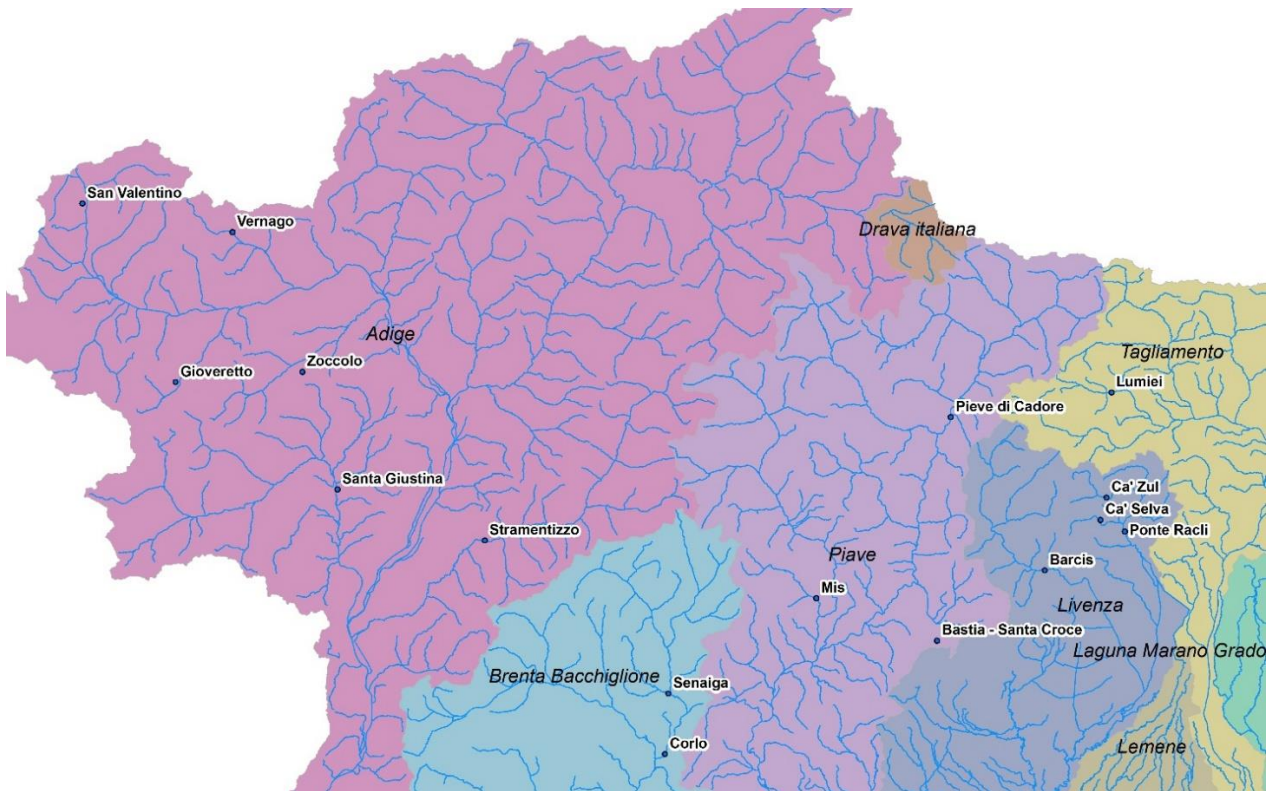 San Valentino
Vernago
Drava italiana
Adige
Gioveretto
Zoccolo
Tagliamento
Lumiei
Pieve di Cadore
Santa Giustina
Ca' Zul
Ca' Selva
Ponte Racli
Stramentizzo
Piave
Barcis
Mis
Livenza
Bastia - Santa Croce
Laguna Marano Grado
Brenta Bacchiglione
Senaiga
Corlo
Lemene